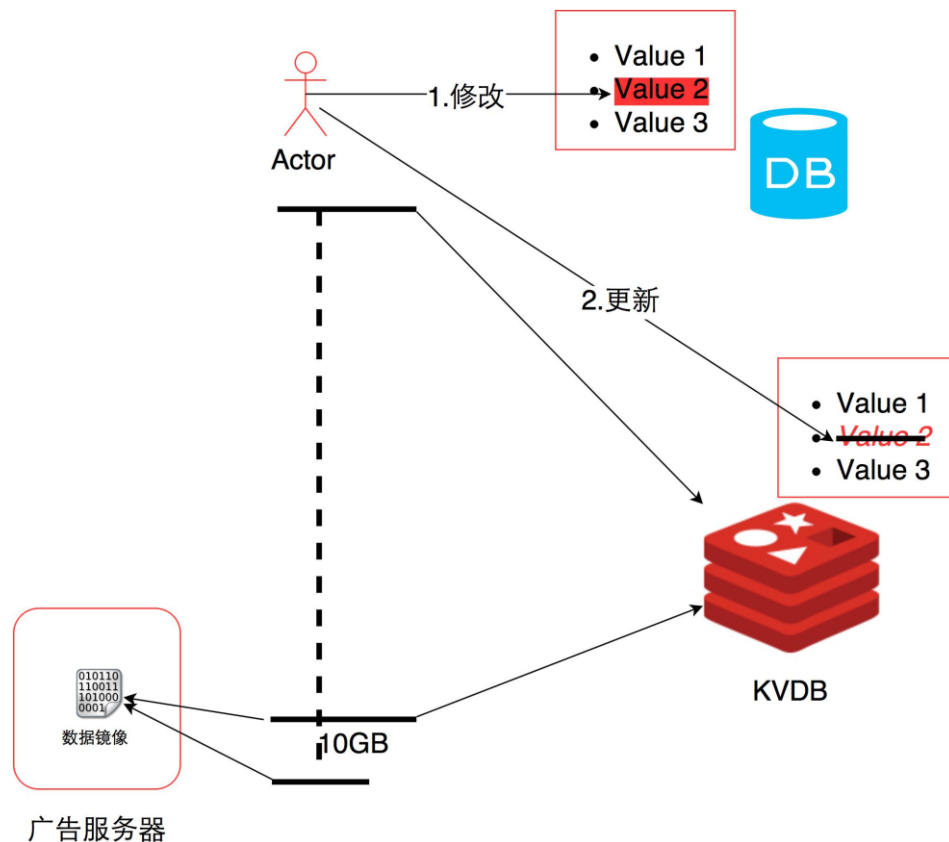 Value 1
1.修改
Value 2
Value 3
Actor
DB
2.更新
Value 1
Value 2
Value 3
KVDB
010110
110011
101000
0001
数据镜像
10GB
广告服务器